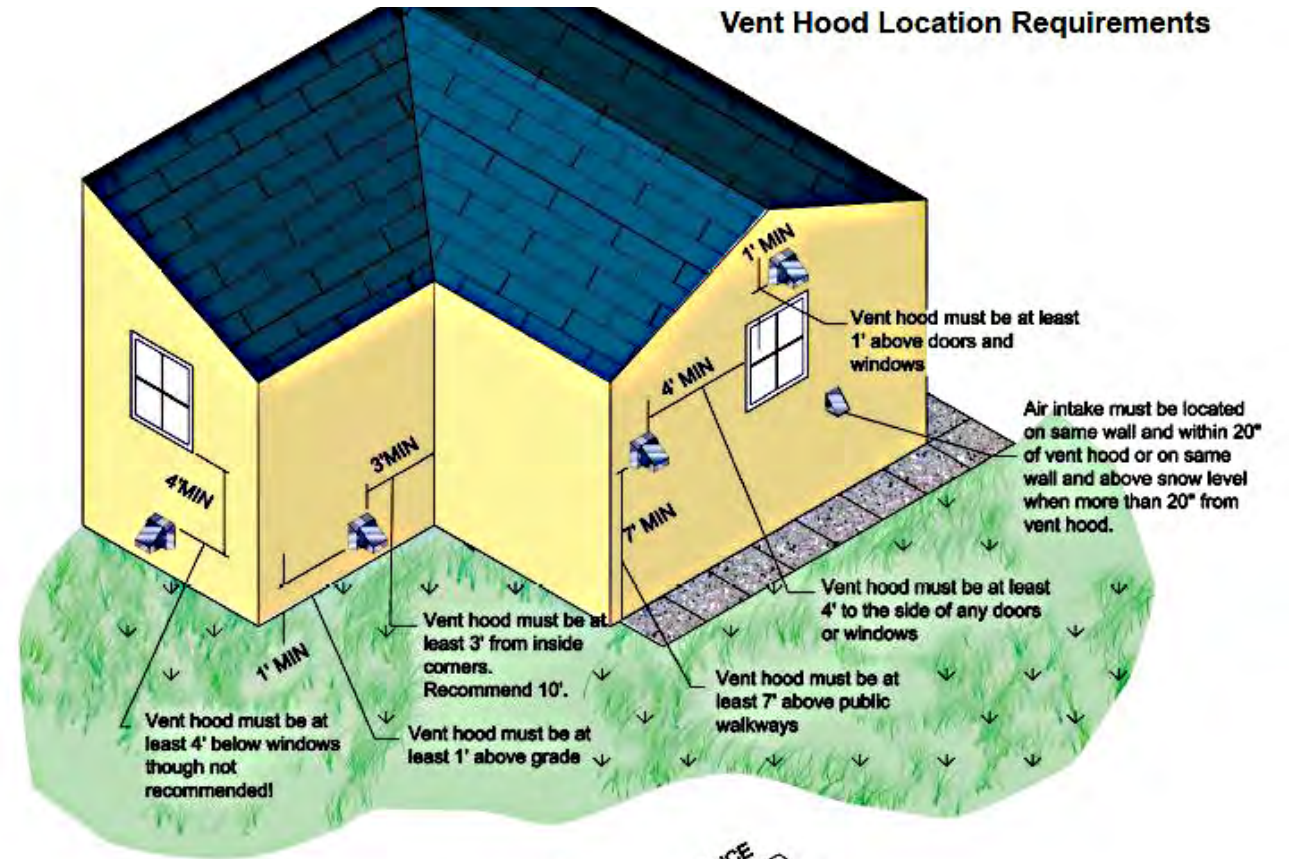 Vent Hood Location Requirements
1' MIN
Vent hood must be at least
1' above doors and
windows
4' MIN
Air intake must be located
on same wall and within 20"
of vent hood or on same
wall and above snow level
when more than 20" from
vent hood.
3'MIN
4'MIN
7' MIN
Vent hood must be at least
4' to the side of any doors
or windows
Vent hood must be at
least 3' from inside
corners.
Recommend 10'.
1' MIN
Vent hood must be at
least 7' above public
walkways
Vent hood must be at
least 4' below windows
though not
recommended!
Vent hood must be at
least 1' above grade